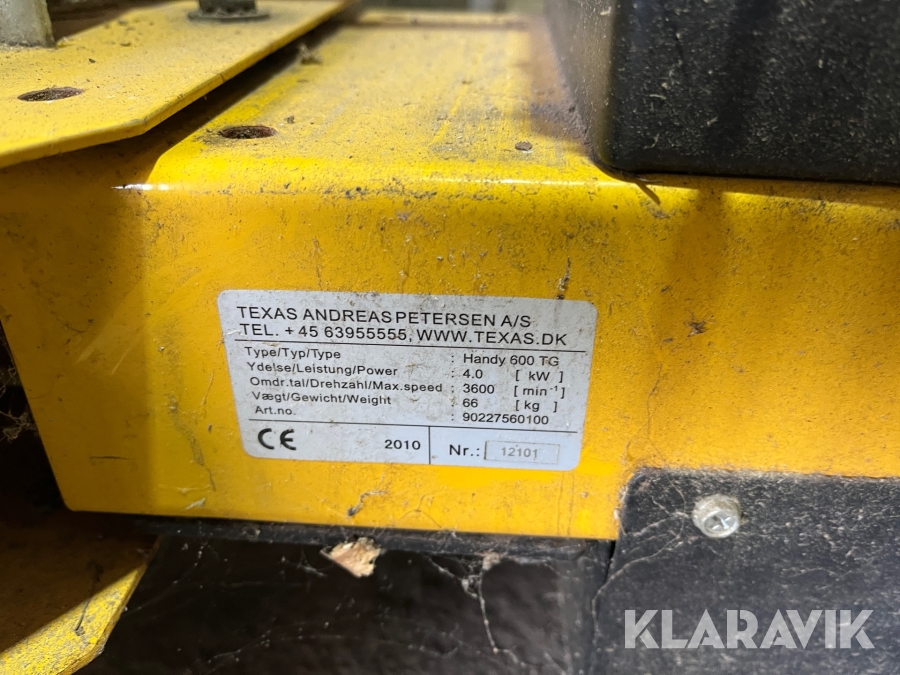 TEXAS ANDREAS PETERSEN A/S
TEL. +45 63955555, WWW.TEXAS.DK
Type/Typ/Type : Handy 600 TG
Ydelse/Leistung/Power : 4.0 [ kW ]
Omdr.tal/Drehzahl/Max.speed : 3600 [ min-1 ]
Vægt/Gewicht/Weight : 66 [ kg ]
Art.no. : 90227560100
CE 2010 Nr.: 12101
KLARAVIK